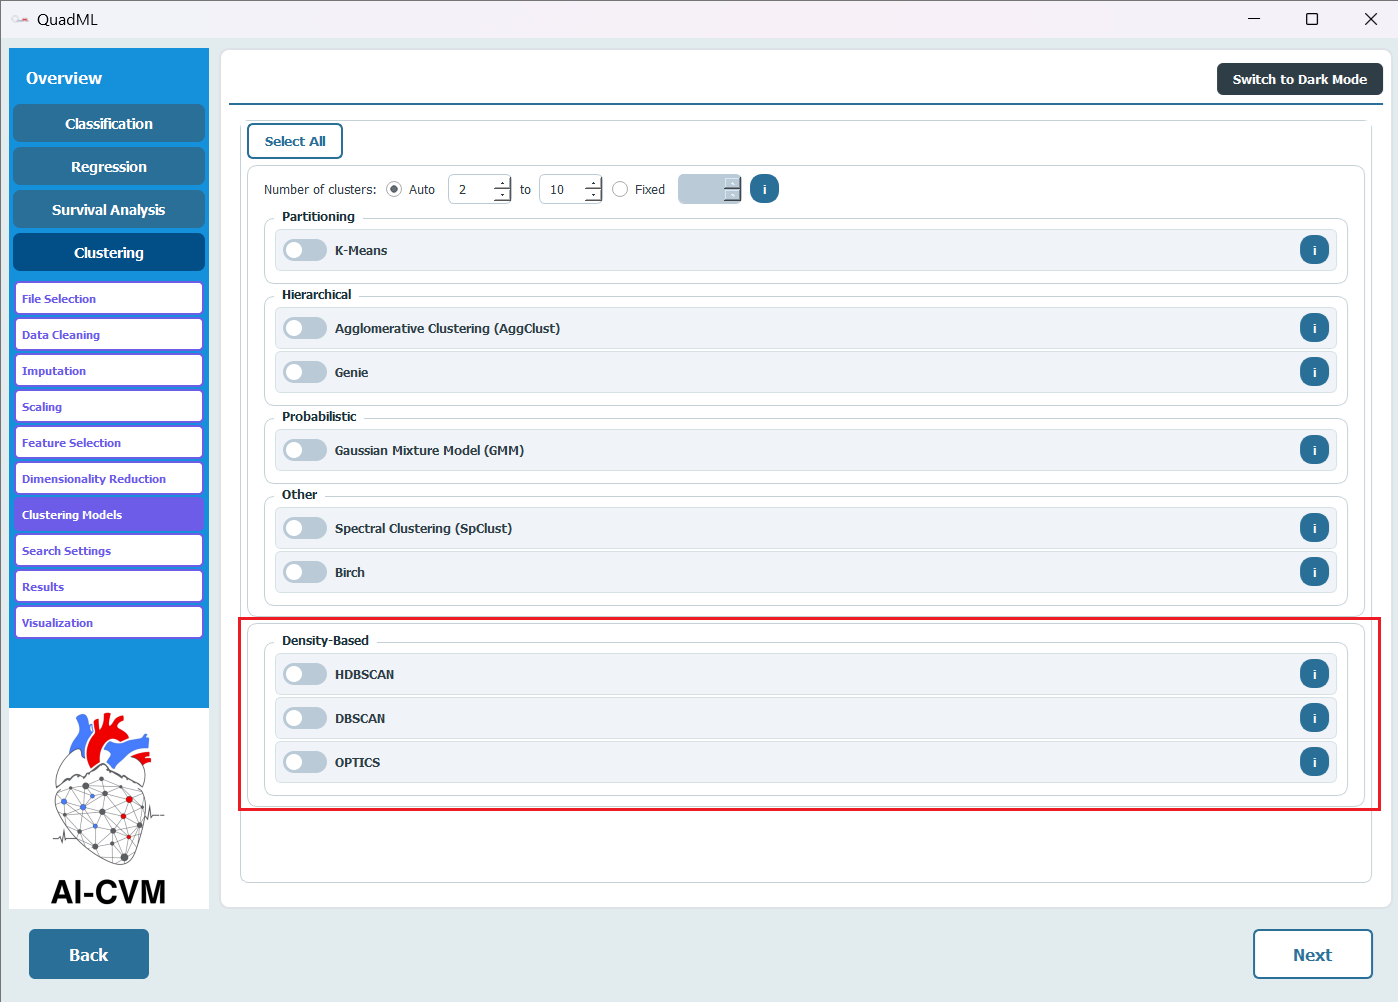 QuadML
Overview
Classification
Regression
Survival Analysis
Clustering
File Selection
Data Cleaning
Imputation
Scaling
Feature Selection
Dimensionality Reduction
Clustering Models
Search Settings
Results
Visualization
AI-CVM
Back
Switch to Dark Mode
Select All
Number of clusters: Auto 2 to 10 Fixed i
Partitioning
K-Means i
Hierarchical
Agglomerative Clustering (AggClust) i
Genie i
Probabilistic
Gaussian Mixture Model (GMM) i
Other
Spectral Clustering (SpClust) i
Birch i
Density-Based
HDBSCAN i
DBSCAN i
OPTICS i
Next